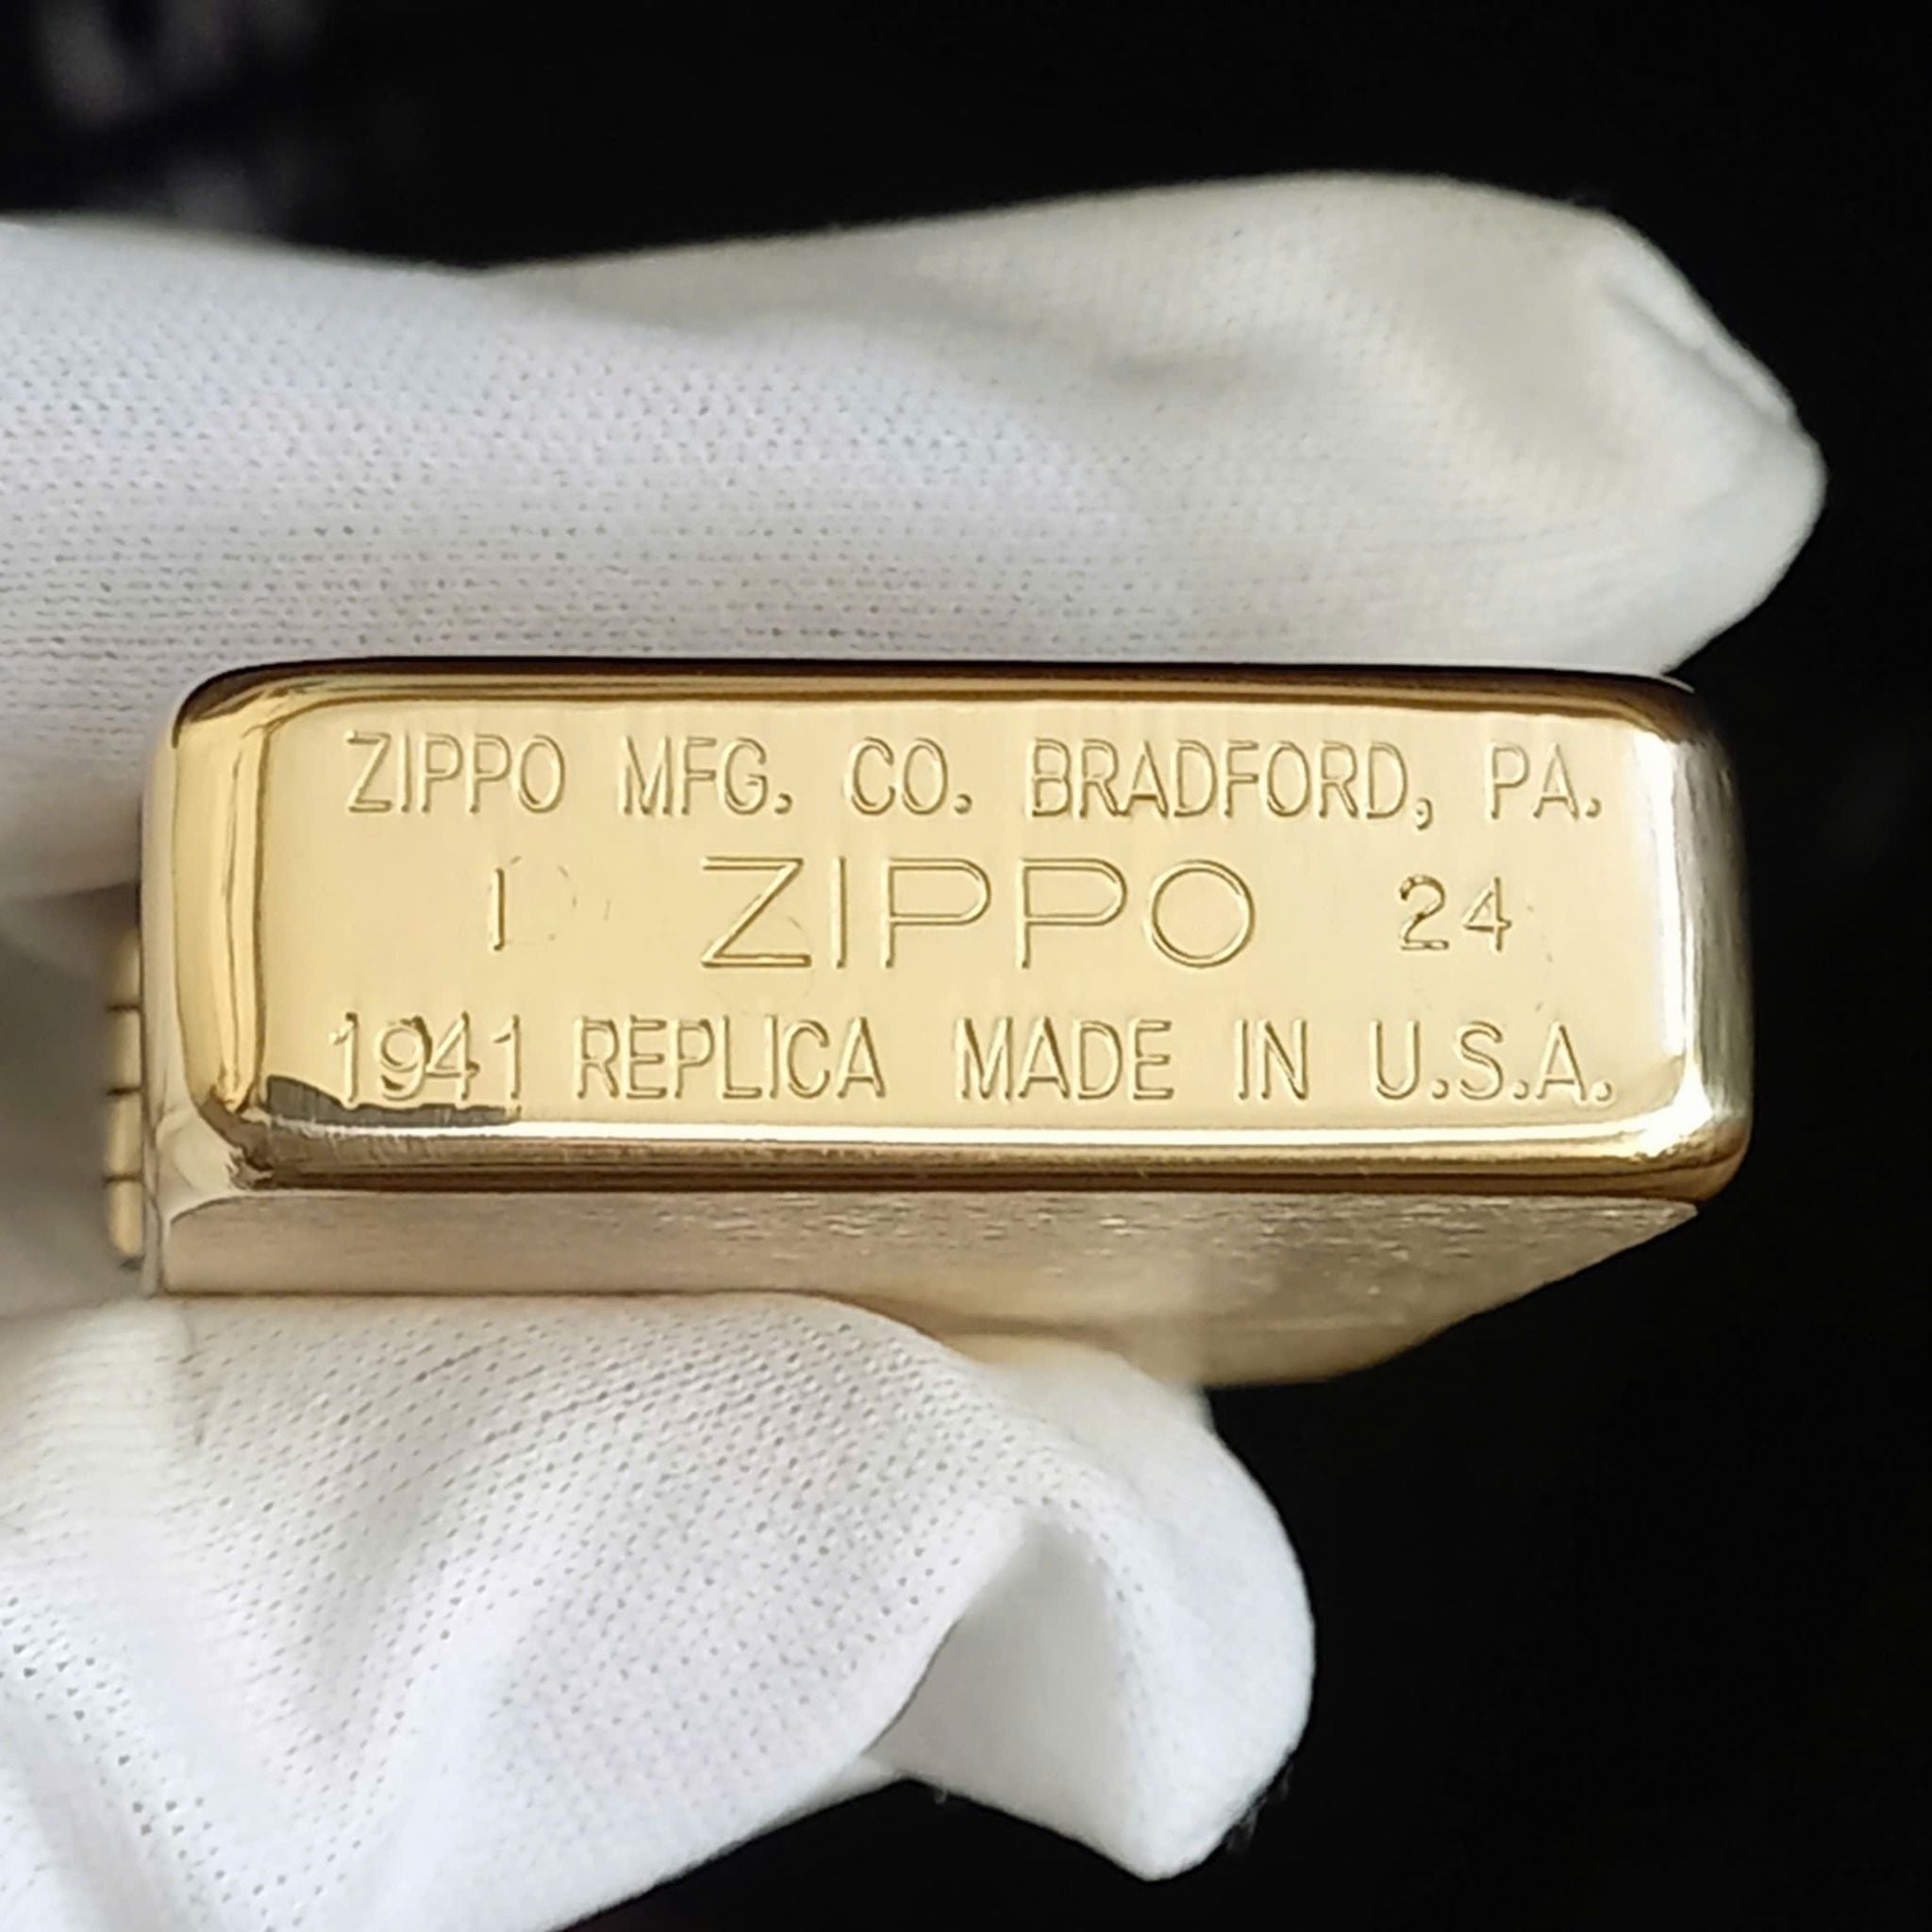 ZIPPO MFG. CO. BRADFORD, PA.
ZIPPO 24
1941 REPLICA MADE IN U.S.A.